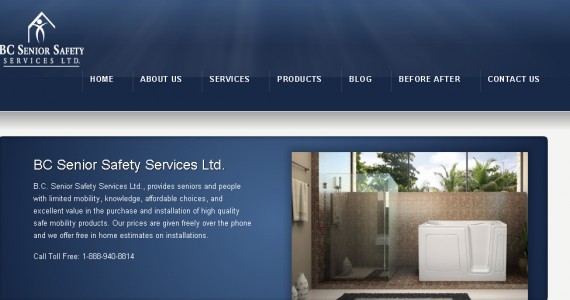 BC SENIOR SAFETY
SERVICES LTD.
HOME ABOUT US SERVICES PRODUCTS BLOG BEFORE AFTER CONTACT US
BC Senior Safety Services Ltd.
B.C. Senior Safety Services Ltd., provides seniors and people
with limited mobility, knowledge, affordable choices, and
excellent value in the purchase and installation of high quality
safe mobility products. Our prices are given freely over the phone
and we offer free in home estimates on installations.
Call Toll Free: 1-888-940-8814